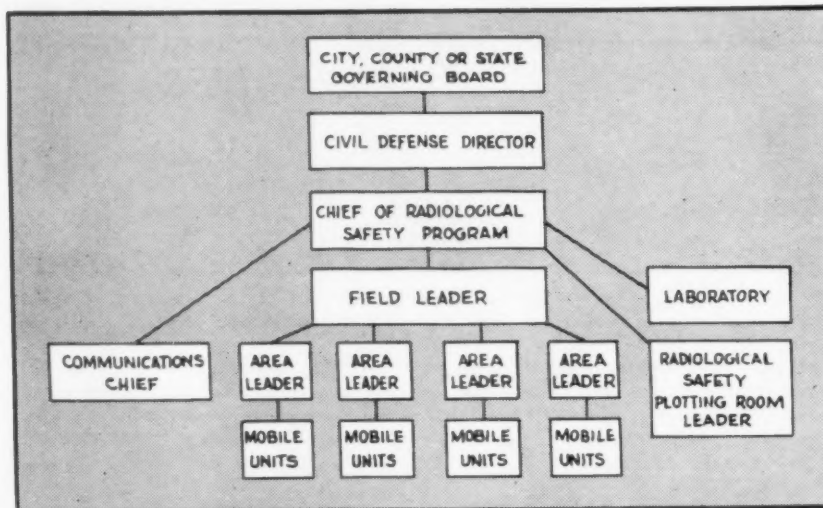 CITY, COUNTY OR STATE
GOVERNING BOARD
CIVIL DEFENSE DIRECTOR
CHIEF OF RADIOLOGICAL
SAFETY PROGRAM
FIELD LEADER
LABORATORY
COMMUNICATIONS
CHIEF
AREA
LEADER
AREA
LEADER
AREA
LEADER
AREA
LEADER
RADIOLOGICAL
SAFETY
PLOTTING ROOM
LEADER
MOBILE
UNITS
MOBILE
UNITS
MOBILE
UNITS
MOBILE
UNITS